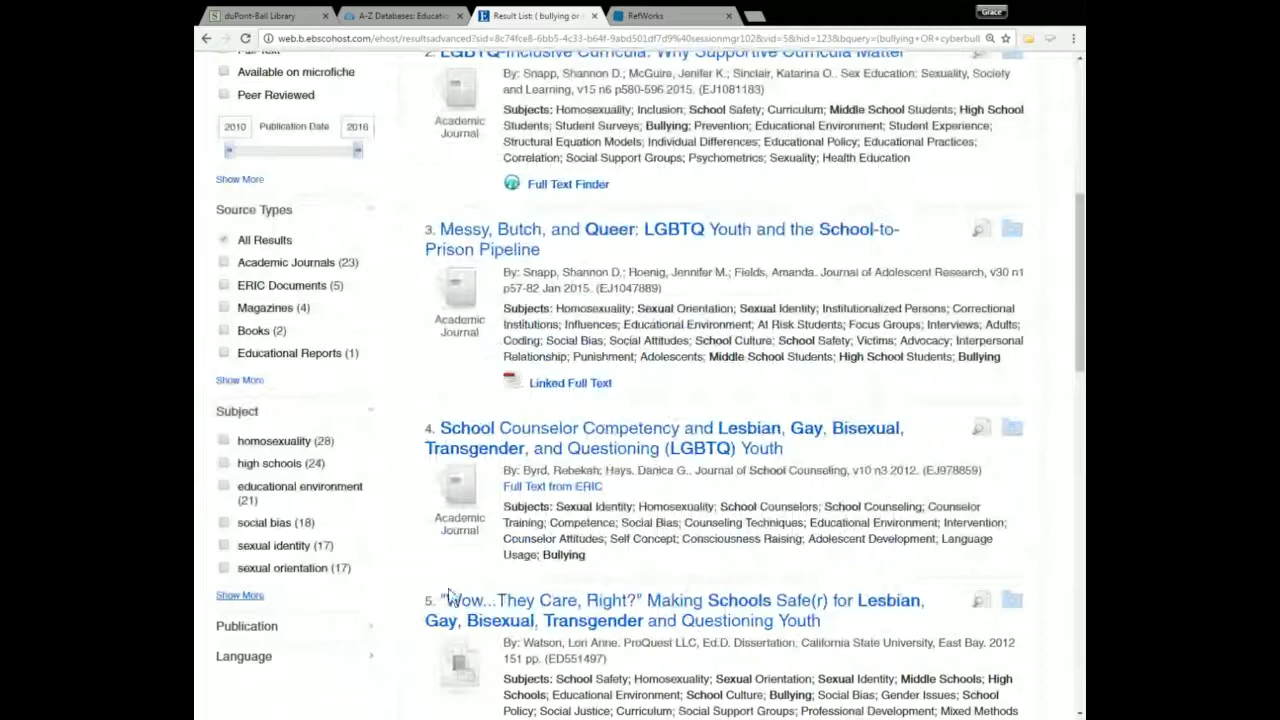 duPont-Ball Library
A-Z Databases: Educatio
Result List: ( bullying or
RefWorks
Grace
web.b.ebscohost.com/ehost/resultsadvanced?sid=8c74fce8-6bb5-4c33-b64f-9abd501df7d9%40sessionmgr102&vid=5&hid=123&bquery=(bullying+OR+cyberbull
Full Text
Available on microfiche
Peer Reviewed
2010 Publication Date 2016
Show More
Source Types
All Results
Academic Journals (23)
ERIC Documents (5)
Magazines (4)
Books (2)
Educational Reports (1)
Show More
Subject
homosexuality (28)
high schools (24)
educational environment
(21)
social bias (18)
sexual identity (17)
sexual orientation (17)
Show More
Publication
Language
2. LGBTQ-Inclusive Curricula: Why Supportive Curricula Matter
By: Snapp, Shannon D.; McGuire, Jenifer K.; Sinclair, Katarina O.. Sex Education: Sexuality, Society
and Learning, v15 n6 p580-596 2015. (EJ1081183)
Academic
Journal
Subjects: Homosexuality; Inclusion; School Safety; Curriculum; Middle School Students; High School
Students; Student Surveys; Bullying; Prevention; Educational Environment; Student Experience;
Structural Equation Models; Individual Differences; Educational Policy; Educational Practices;
Correlation; Social Support Groups; Psychometrics; Sexuality; Health Education
Full Text Finder
3. Messy, Butch, and Queer: LGBTQ Youth and the School-to-
Prison Pipeline
By: Snapp, Shannon D.; Hoenig, Jennifer M.; Fields, Amanda. Journal of Adolescent Research, v30 n1
p57-82 Jan 2015. (EJ1047889)
Academic
Journal
Subjects: Homosexuality; Sexual Orientation; Sexual Identity; Institutionalized Persons; Correctional
Institutions; Influences; Educational Environment; At Risk Students; Focus Groups; Interviews; Adults;
Coding; Social Bias; Social Attitudes; School Culture; School Safety; Victims; Advocacy; Interpersonal
Relationship; Punishment; Adolescents; Middle School Students; High School Students; Bullying
Linked Full Text
4. School Counselor Competency and Lesbian, Gay, Bisexual,
Transgender, and Questioning (LGBTQ) Youth
By: Byrd, Rebekah; Hays, Danica G.. Journal of School Counseling, v10 n3 2012. (EJ978859)
Full Text from ERIC
Academic
Journal
Subjects: Sexual Identity; Homosexuality; School Counselors; School Counseling; Counselor
Training; Competence; Social Bias; Counseling Techniques; Educational Environment; Intervention;
Counselor Attitudes; Self Concept; Consciousness Raising; Adolescent Development; Language
Usage; Bullying
5. "Wow...They Care, Right?" Making Schools Safe(r) for Lesbian,
Gay, Bisexual, Transgender and Questioning Youth
By: Watson, Lori Anne. ProQuest LLC, Ed.D. Dissertation, California State University, East Bay. 2012
151 pp. (ED551497)
Subjects: School Safety; Homosexuality; Sexual Orientation; Sexual Identity; Middle Schools; High
Schools; Educational Environment; School Culture; Bullying; Social Bias; Gender Issues; School
Policy; Social Justice; Curriculum; Social Support Groups; Professional Development; Mixed Methods